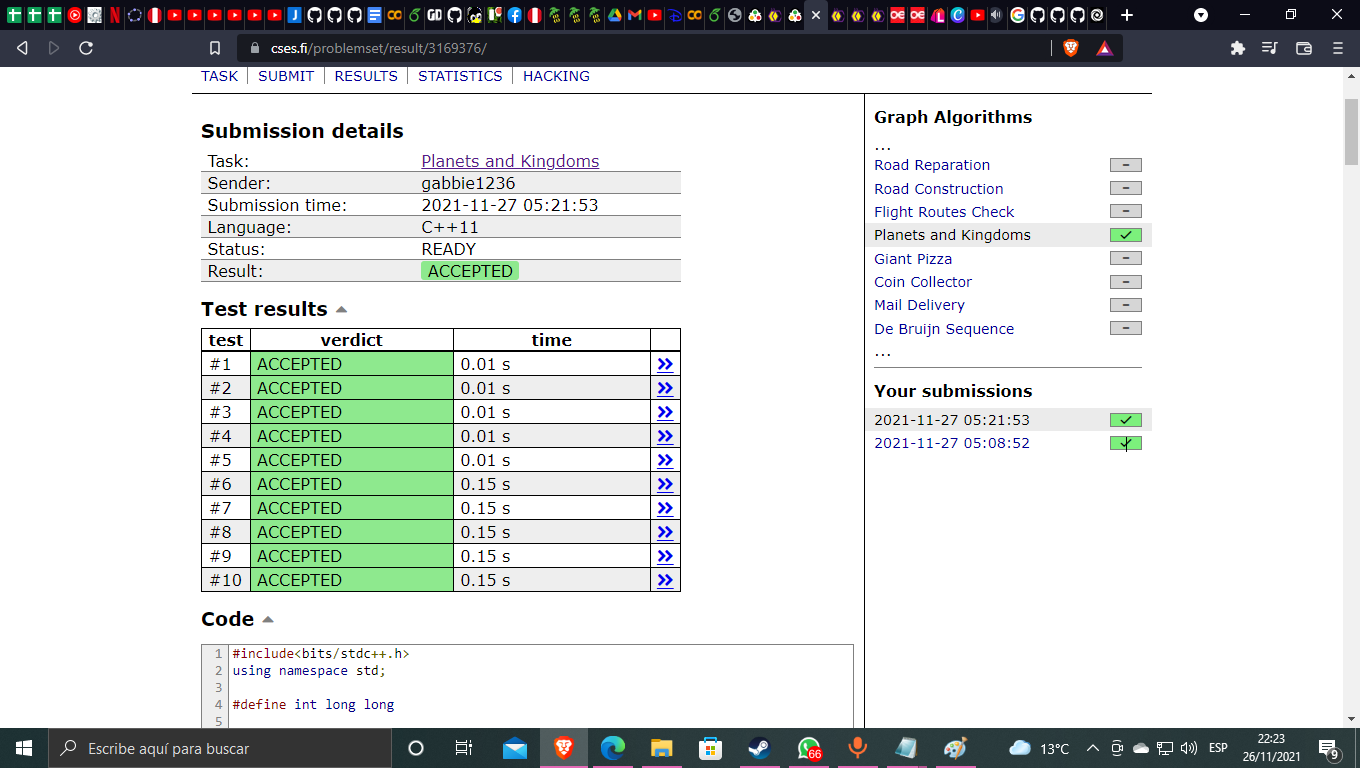 cses.fi/problemset/result/3169376/
TASK SUBMIT RESULTS STATISTICS HACKING
Submission details
Task: Planets and Kingdoms
Sender: gabbie1236
Submission time: 2021-11-27 05:21:53
Language: C++11
Status: READY
Result: ACCEPTED
Test results
test verdict time
#1 ACCEPTED 0.01 s
#2 ACCEPTED 0.01 s
#3 ACCEPTED 0.01 s
#4 ACCEPTED 0.01 s
#5 ACCEPTED 0.01 s
#6 ACCEPTED 0.15 s
#7 ACCEPTED 0.15 s
#8 ACCEPTED 0.15 s
#9 ACCEPTED 0.15 s
#10 ACCEPTED 0.15 s
Code
1 #include<bits/stdc++.h>
2 using namespace std;
3
4 #define int long long
5
Graph Algorithms
...
Road Reparation
Road Construction
Flight Routes Check
Planets and Kingdoms
Giant Pizza
Coin Collector
Mail Delivery
De Bruijn Sequence
...
Your submissions
2021-11-27 05:21:53
2021-11-27 05:08:52
Escribe aquí para buscar
66
13°C
ESP
22:23
26/11/2021
9